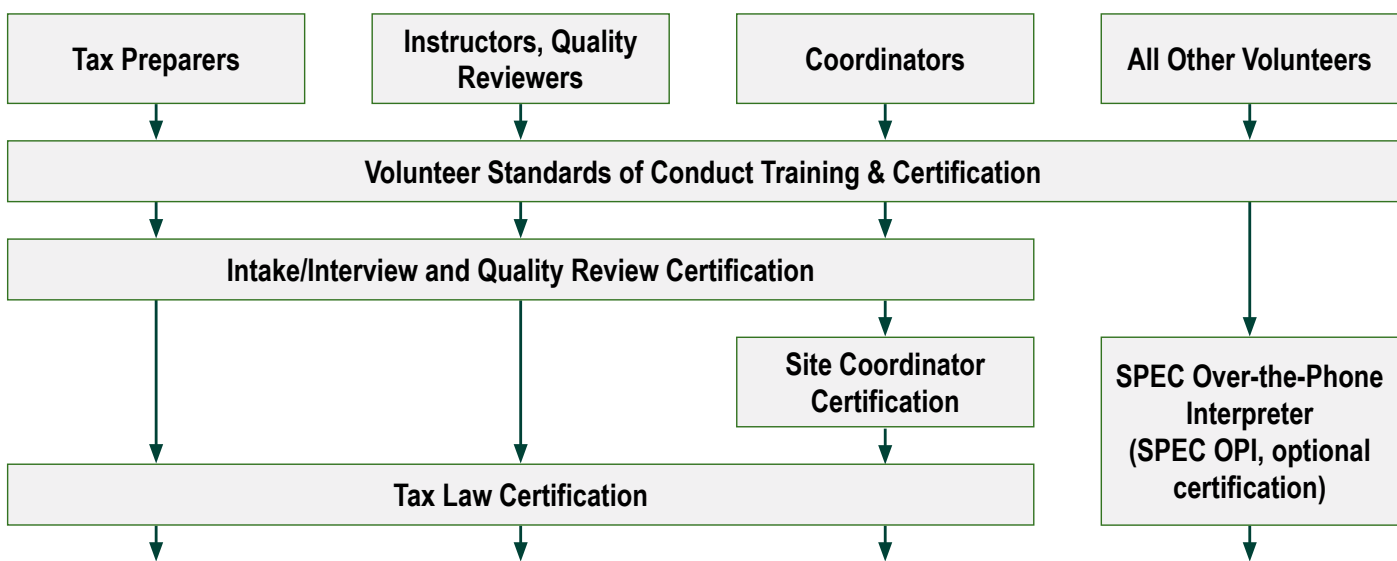 Tax Preparers
Instructors, Quality
Reviewers
Coordinators
All Other Volunteers
Volunteer Standards of Conduct Training & Certification
Intake/Interview and Quality Review Certification
Site Coordinator
Certification
SPEC Over-the-Phone
Interpreter
(SPEC OPI, optional
certification)
Tax Law Certification